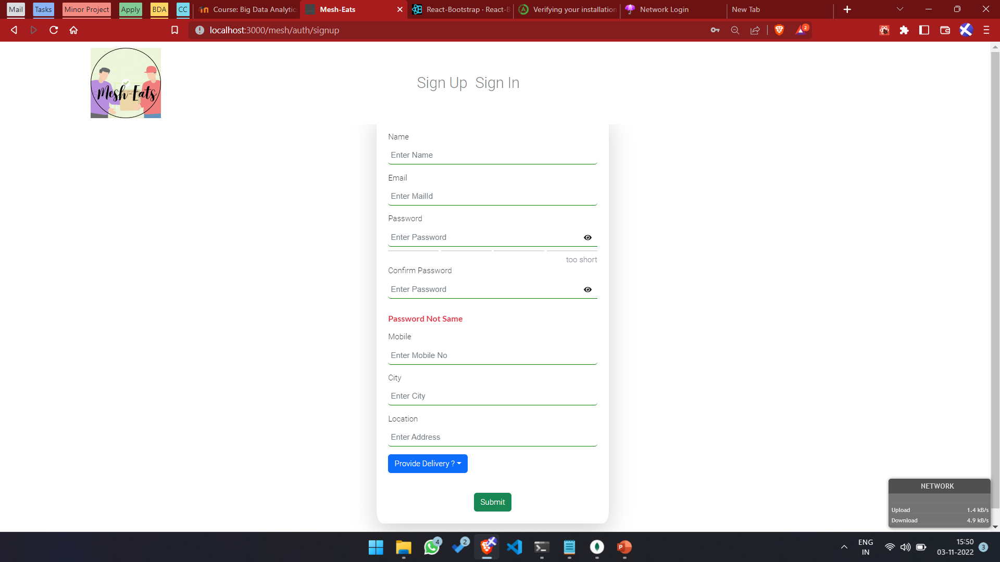 Mail Tasks Minor Project Apply BDA CC Course: Big Data Analytic Mesh-Eats React-Bootstrap · React-B Verifying your installation Network Login New Tab
localhost:3000/mesh/auth/signup 2
Mesh-Eats
Sign Up Sign In
Name
Enter Name
Email
Enter MailId
Password
Enter Password
too short
Confirm Password
Enter Password
Password Not Same
Mobile
Enter Mobile No
City
Enter City
Location
Enter Address
Provide Delivery ?
Submit
NETWORK
Upload 1.4 kB/s
Download 4.9 kB/s
4 2 P ENG IN 15:50 03-11-2022 3